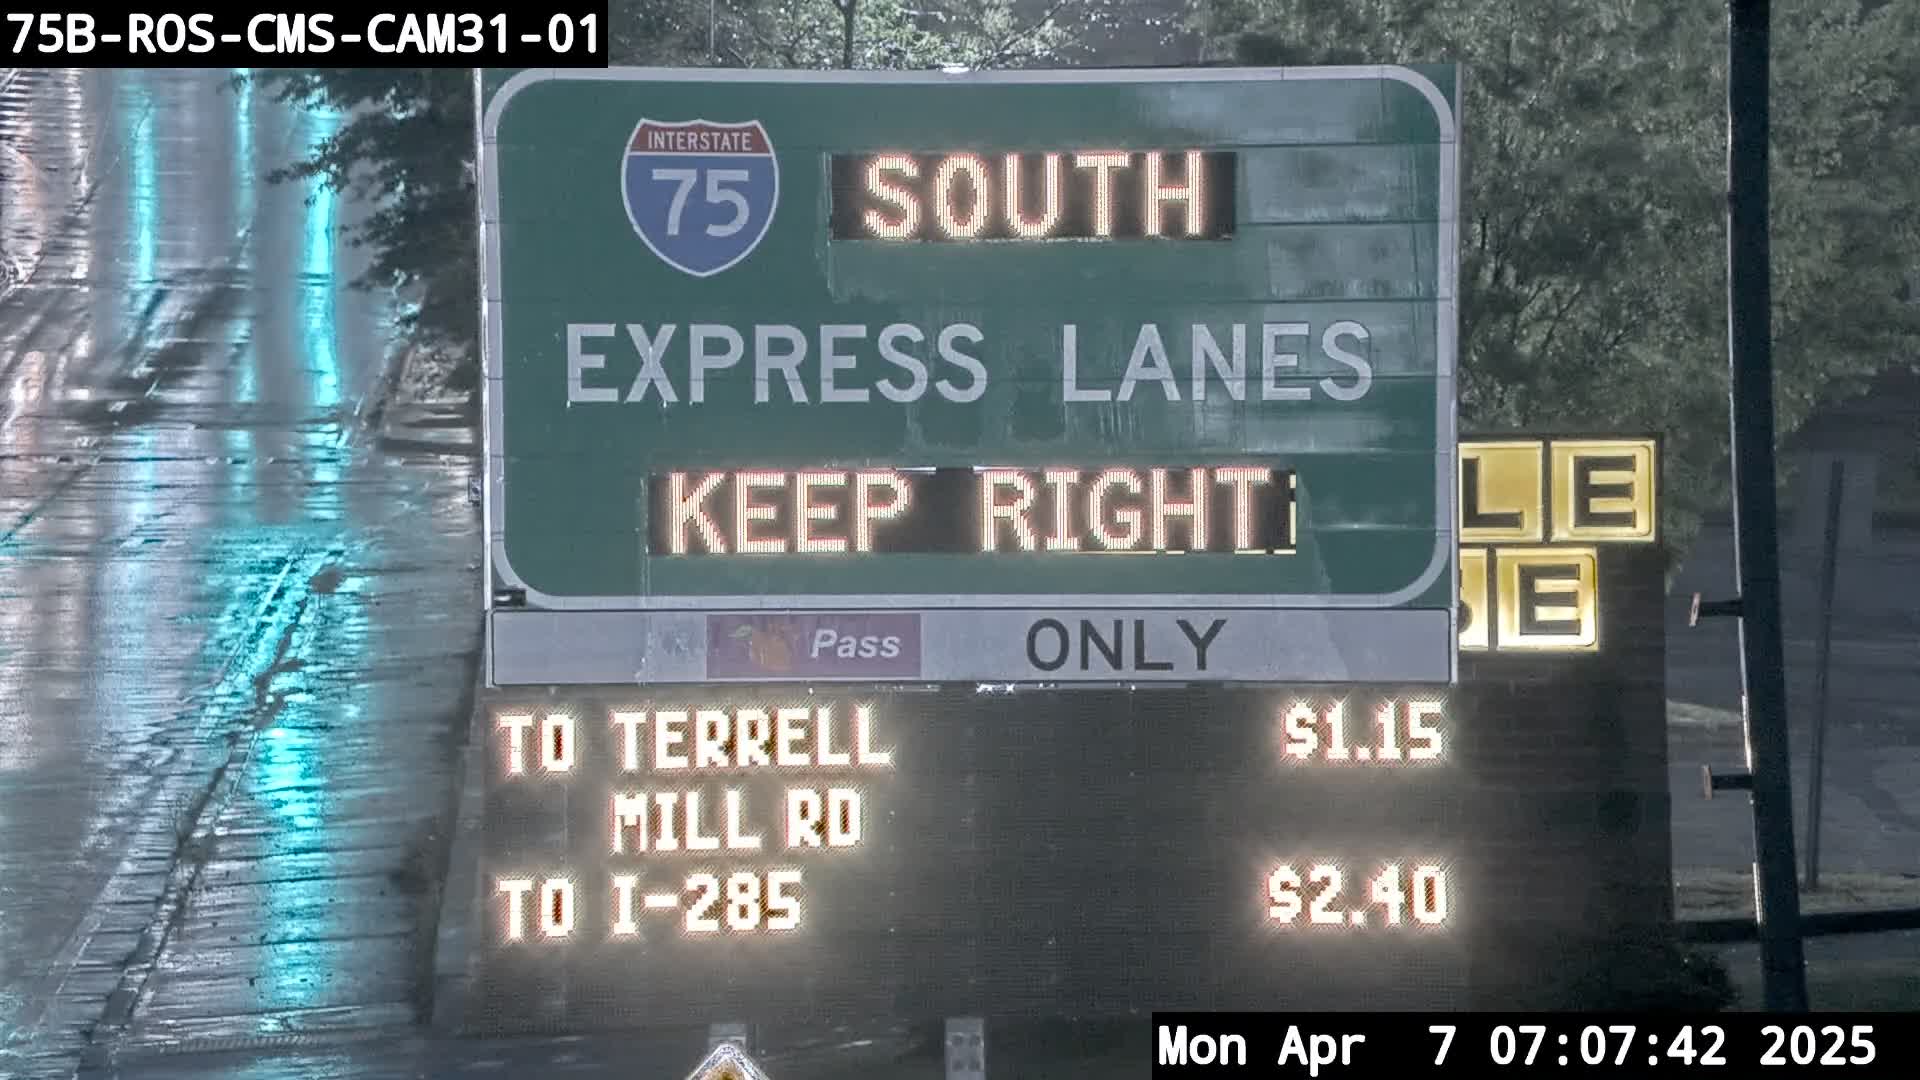 75B-ROS-CMS-CAM31-01
INTERSTATE
75
SOUTH
EXPRESS LANES
KEEP RIGHT
LE
E
Pass ONLY
TO TERRELL $1.15
MILL RD
TO I-285 $2.40
Mon Apr 7 07:07:42 2025